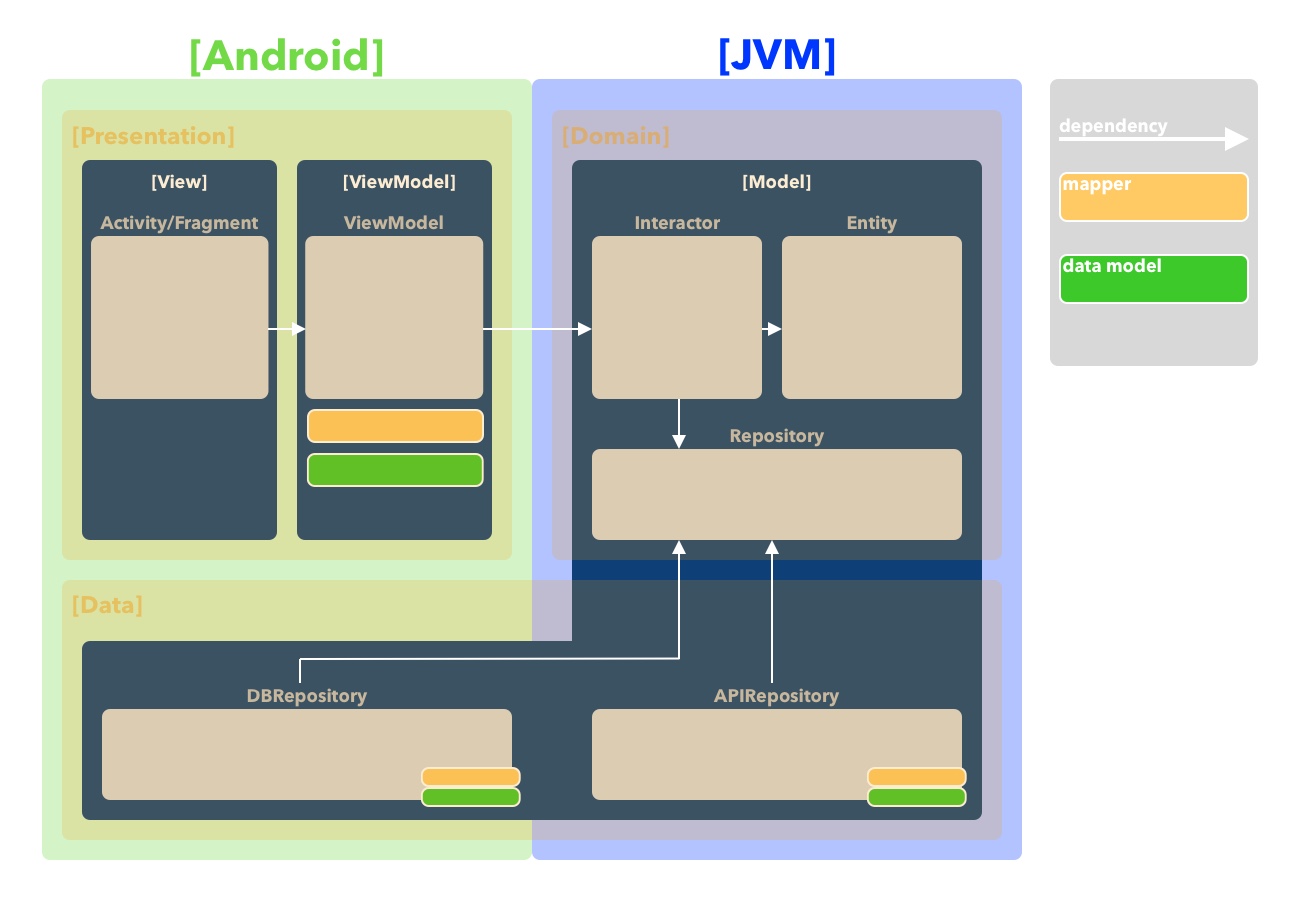 [Android]
[JVM]
[Presentation]
[Domain]
[View]
[ViewModel]
[Model]
Activity/Fragment
ViewModel
Interactor
Entity
Repository
[Data]
DBRepository
APIRepository
dependency
mapper
data model